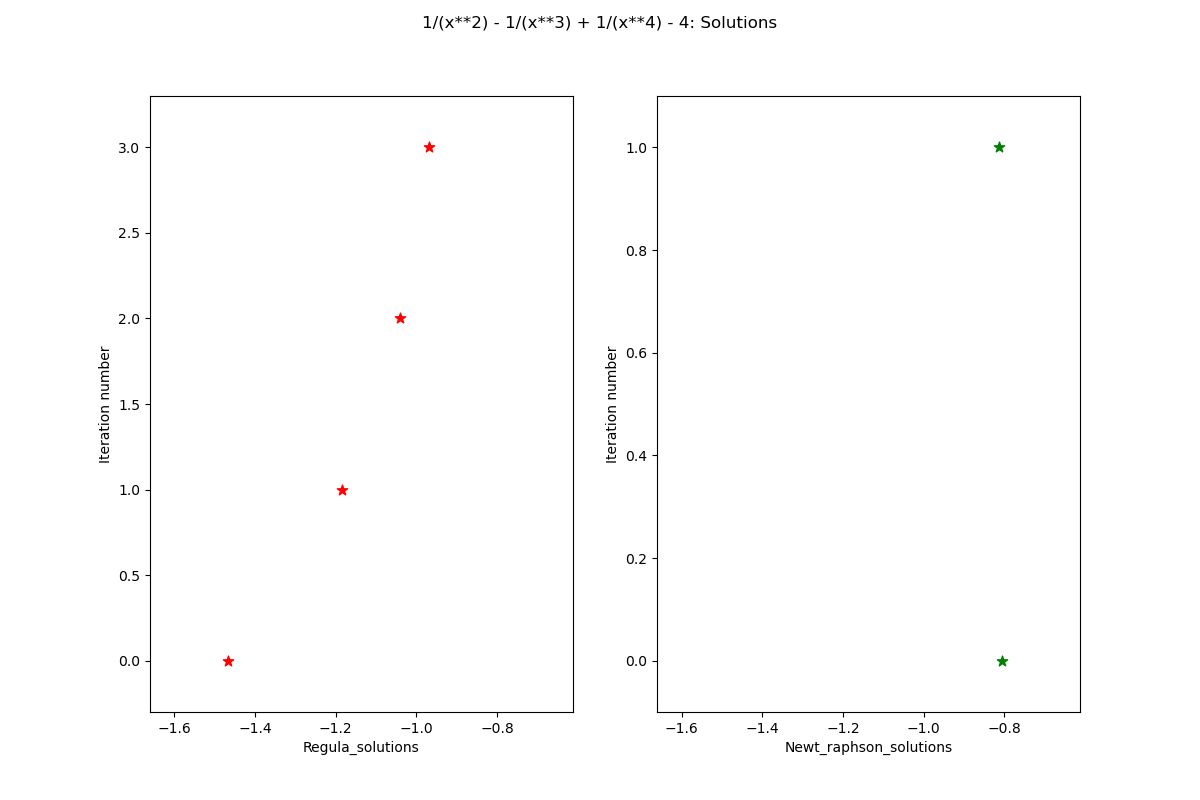 1/(x**2) - 1/(x**3) + 1/(x**4) - 4: Solutions
3.0
2.5
2.0
1.5
1.0
0.5
0.0
Iteration number
−1.6 −1.4 −1.2 −1.0 −0.8
Regula_solutions
1.0
0.8
0.6
0.4
0.2
0.0
Iteration number
−1.6 −1.4 −1.2 −1.0 −0.8
Newt_raphson_solutions